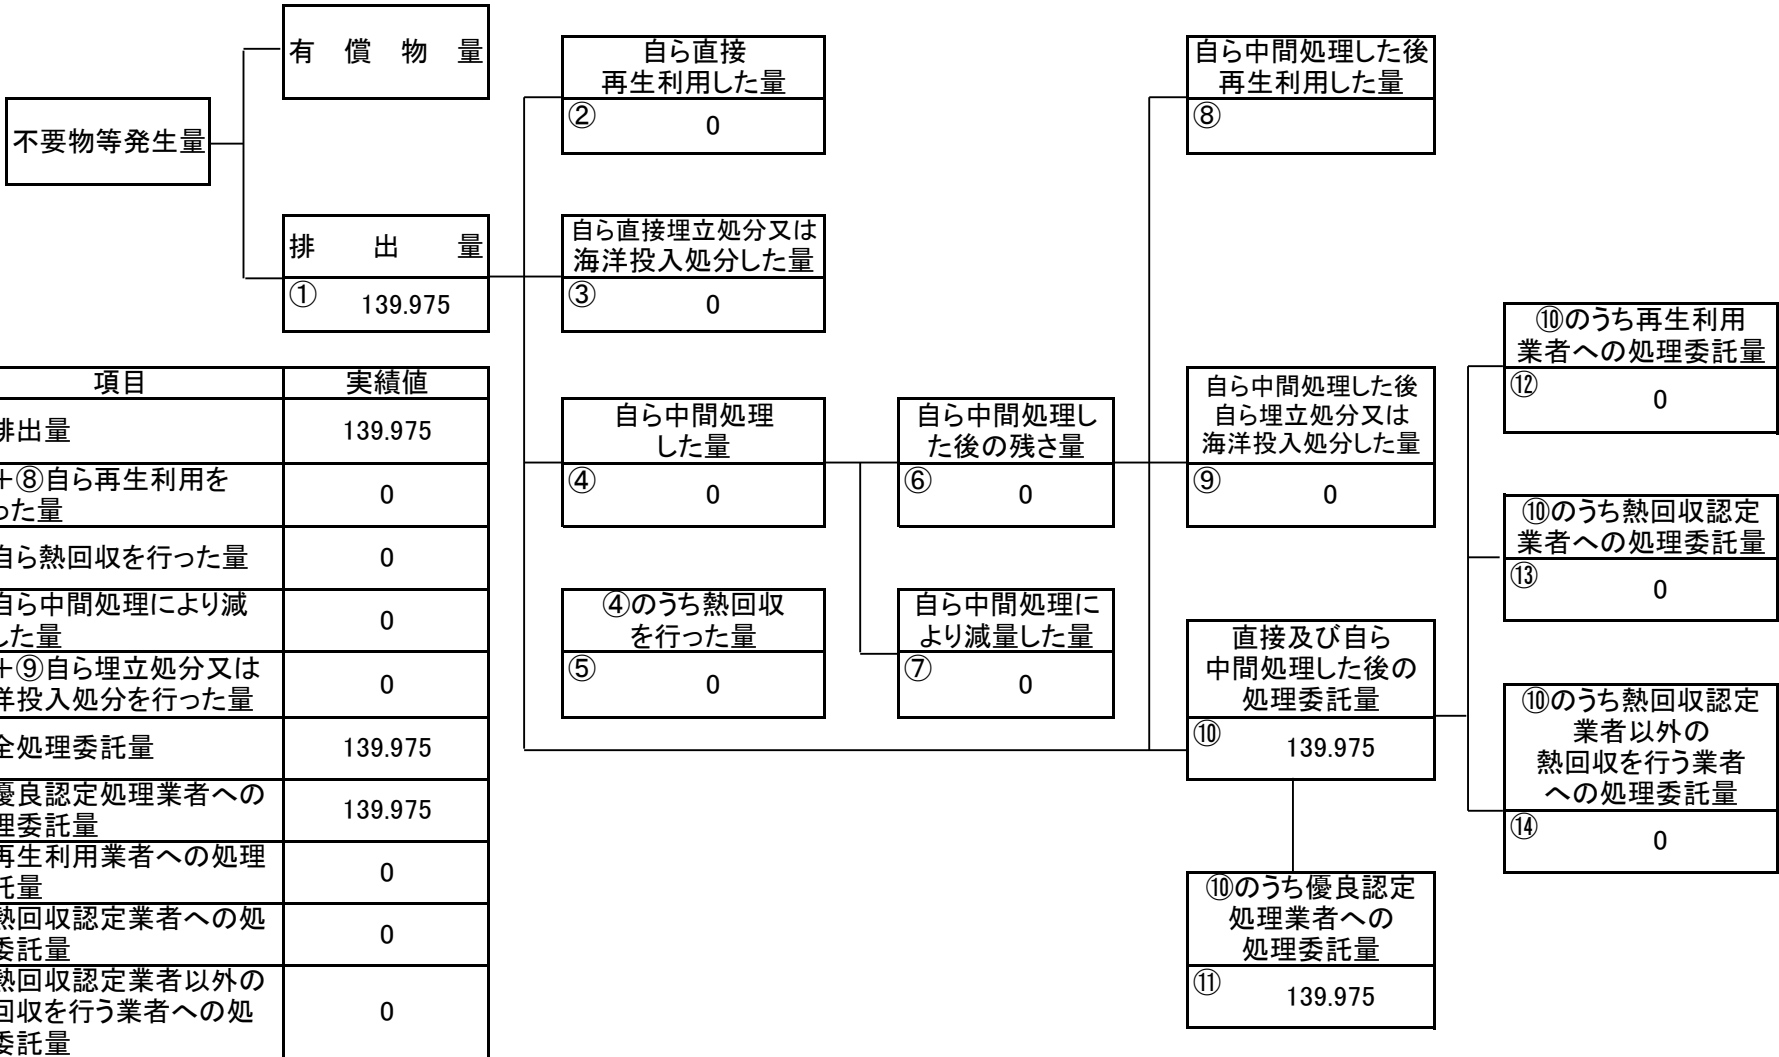 不要物等発生量
有償物量
排出量
①
139.975
自ら直接
再生利用した量
②
0
自ら直接埋立処分又は
海洋投入処分した量
③
0
自ら中間処理
した量
④
0
④のうち熱回収
を行った量
⑤
0
自ら中間処理し
た後の残さ量
⑥
0
自ら中間処理に
より減量した量
⑦
0
自ら中間処理した後
再生利用した量
⑧
自ら中間処理した後
自ら埋立処分又は
海洋投入処分した量
⑨
0
直接及び自ら
中間処理した後の
処理委託量
⑩
139.975
⑩のうち優良認定
処理業者への
処理委託量
⑪
139.975
⑩のうち再生利用
業者への処理委託量
⑫
0
⑩のうち熱回収認定
業者への処理委託量
⑬
0
⑩のうち熱回収認定
業者以外の
熱回収を行う業者
への処理委託量
⑭
0
項目 実績値
排出量 139.975
+⑧自ら再生利用を
った量
0
自ら熱回収を行った量 0
自ら中間処理により減
した量
0
+⑨自ら埋立処分又は
洋投入処分を行った量
0
全処理委託量 139.975
優良認定処理業者への
理委託量
139.975
再生利用業者への処理
託量
0
熱回収認定業者への処
委託量
0
熱回収認定業者以外の
回収を行う業者への処
委託量
0